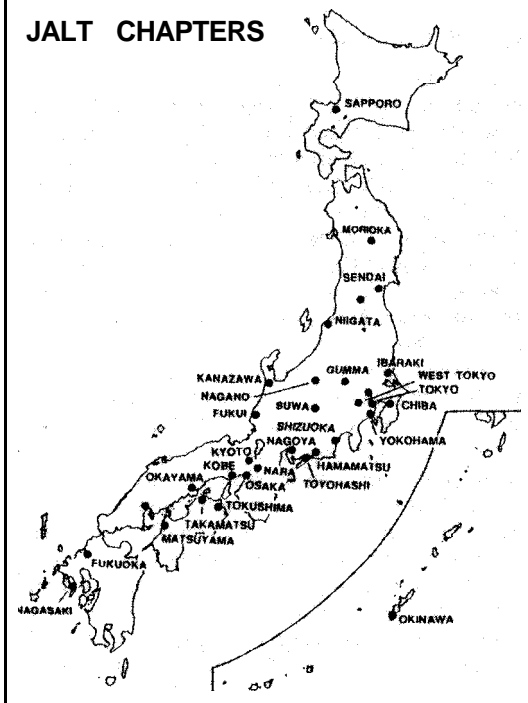 JALT CHAPTERS
SAPPORO
MORIOKA
SENDAI
NIIGATA
IBARAKI
GUMMA
WEST TOKYO
KANAZAWA
TOKYO
NAGANO
FUKUI
SUWA
CHIBA
SHIZUOKA
YOKOHAMA
NAGOYA
KYOTO
HAMAMATSU
KOBE
NARA
TOYOHASHI
OKAYAMA
OSAKA
TOKUSHIMA
TAKAMATSU
MATSUYAMA
FUKUOKA
NAGASAKI
OKINAWA